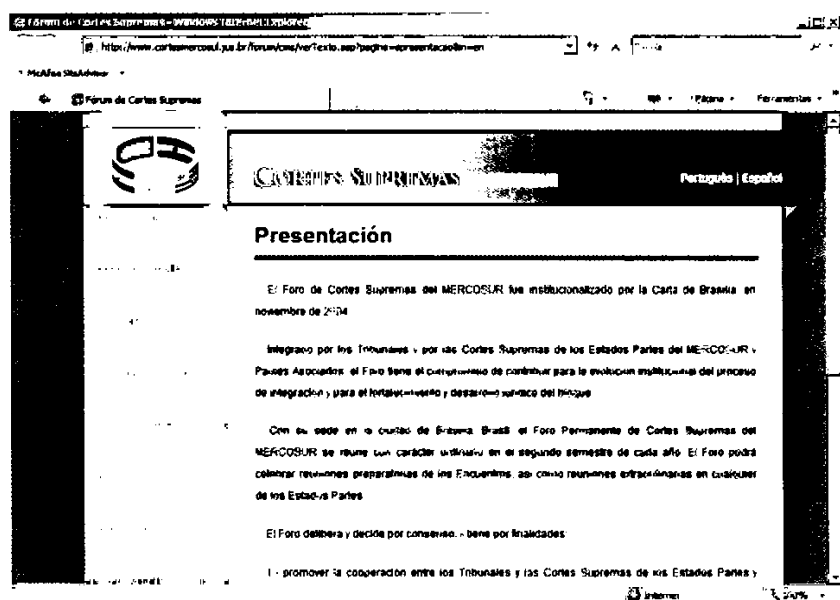 Fórum de Cortes Supremas - Windows Internet Explorer
http://www.cortesmercosul.jus.br/forum/cms/verTexto.asp?pagina=apresentacao&lin=en
McAfee SiteAdvisor
Fórum de Cortes Supremas
Página
Ferramentas
CORTES SUPREMAS
Português | Español
Presentación
El Foro de Cortes Supremas del MERCOSUR fue institucionalizado por la Carta de Brasilia, en
noviembre de 2004
Integrado por los Tribunales y por las Cortes Supremas de los Estados Partes del MERCOSUR y
Países Asociados, el Foro tiene el compromiso de contribuir para la evolución institucional del proceso
de integración y para el fortalecimiento y desarrollo jurídico del bloque
Con su sede en la ciudad de Brasilia, Brasil, el Foro Permanente de Cortes Supremas del
MERCOSUR se reúne con carácter ordinario en el segundo semestre de cada año. El Foro podrá
celebrar reuniones preparatorias de los Encuentros, así como reuniones extraordinarias en cualquier
de los Estados Partes
El Foro delibera y decide por consenso, y tiene por finalidades
I - promover la cooperación entre los Tribunales y las Cortes Supremas de los Estados Partes y
Internet